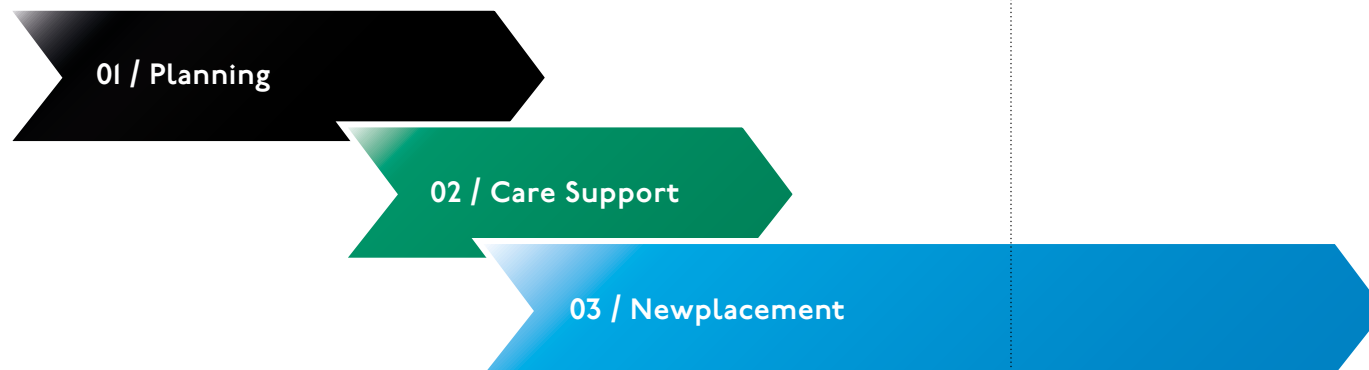 01 / Planning
02 / Care Support
03 / Newplacement